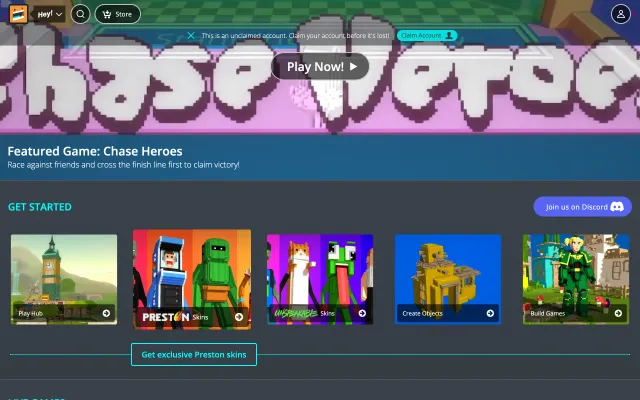 Hey!
Store
This is an unclaimed account. Claim your account before it's lost!
Claim Account
Chase Heroes
Play Now!
Featured Game: Chase Heroes
Race against friends and cross the finish line first to claim victory!
GET STARTED
Join us on Discord
Play Hub
PRESTON Skins
UNSPEAKABLE Skins
Create Objects
Build Games
Get exclusive Preston skins